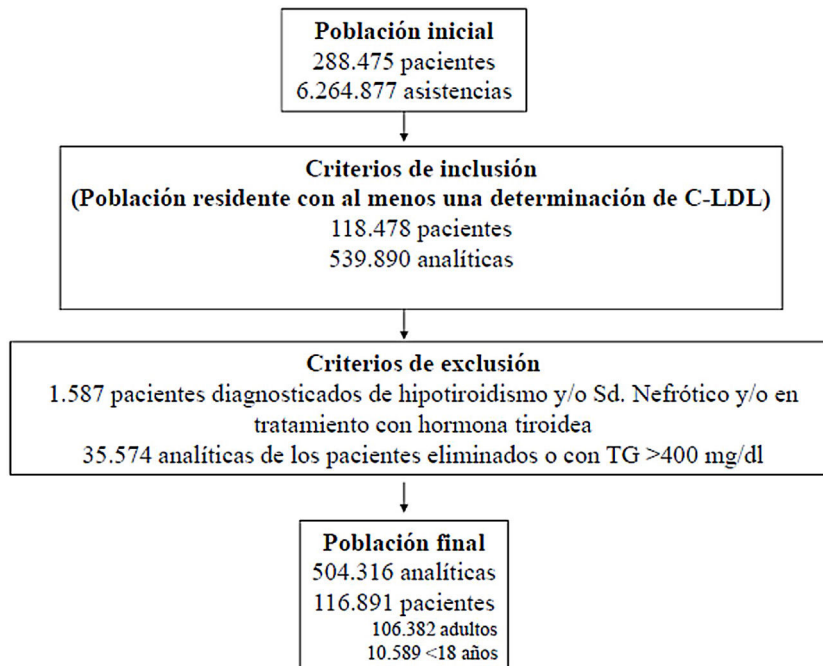 Población inicial
288.475 pacientes
6.264.877 asistencias
Criterios de inclusión
(Población residente con al menos una determinación de C-LDL)
118.478 pacientes
539.890 analíticas
Criterios de exclusión
1.587 pacientes diagnosticados de hipotiroidismo y/o Sd. Nefrótico y/o en
tratamiento con hormona tiroidea
35.574 analíticas de los pacientes eliminados o con TG >400 mg/dl
Población final
504.316 analíticas
116.891 pacientes
106.382 adultos
10.589 <18 años